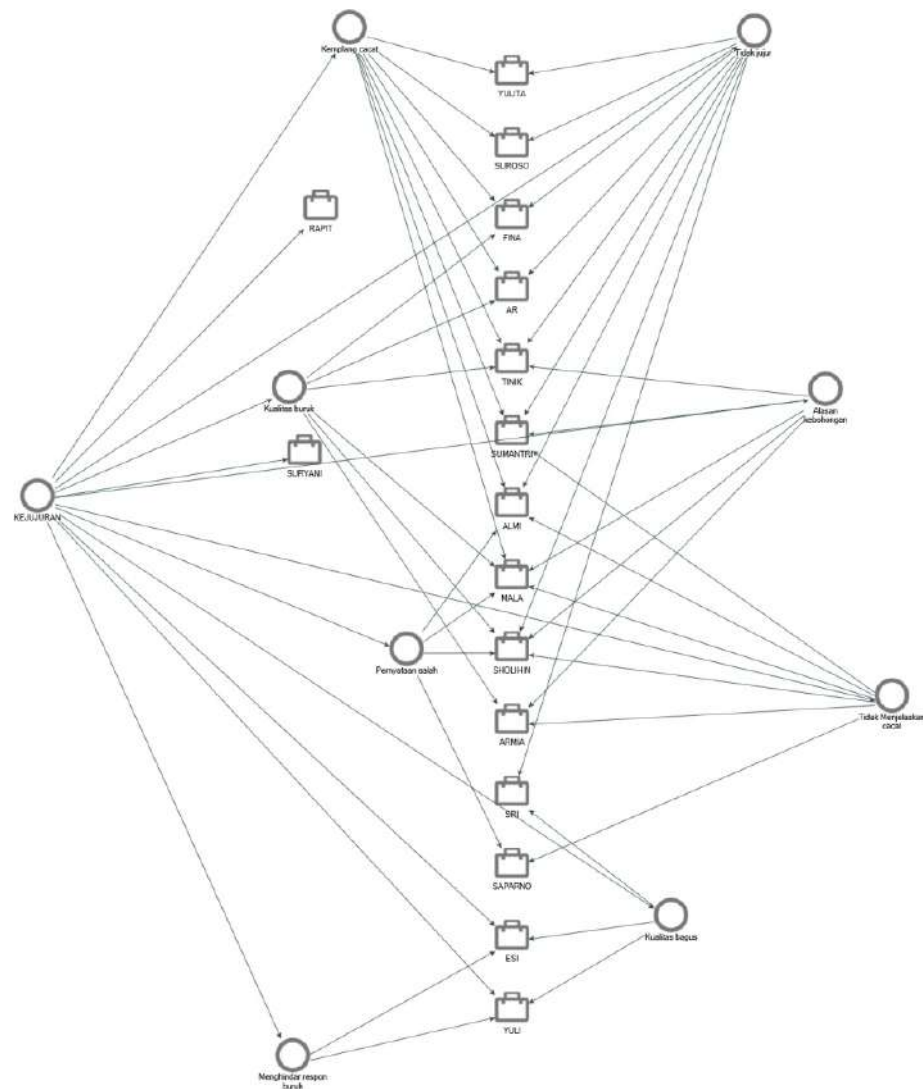 Kemplang cacat
Tidak jujur
YULITA
SUROSO
RAPIT
FINA
AR
TINIK
Kualitas buruk
Alasan
kebohongan
SUMANTRI
SURYANI
KEJUJURAN
ALMI
MALA
Pernyataan salah
SHOLIHIN
Tidak Menjelaskan
cacat
ARMIA
SRI
SAPARNO
Kualitas bagus
ESI
YULI
Menghindar respon
buruk